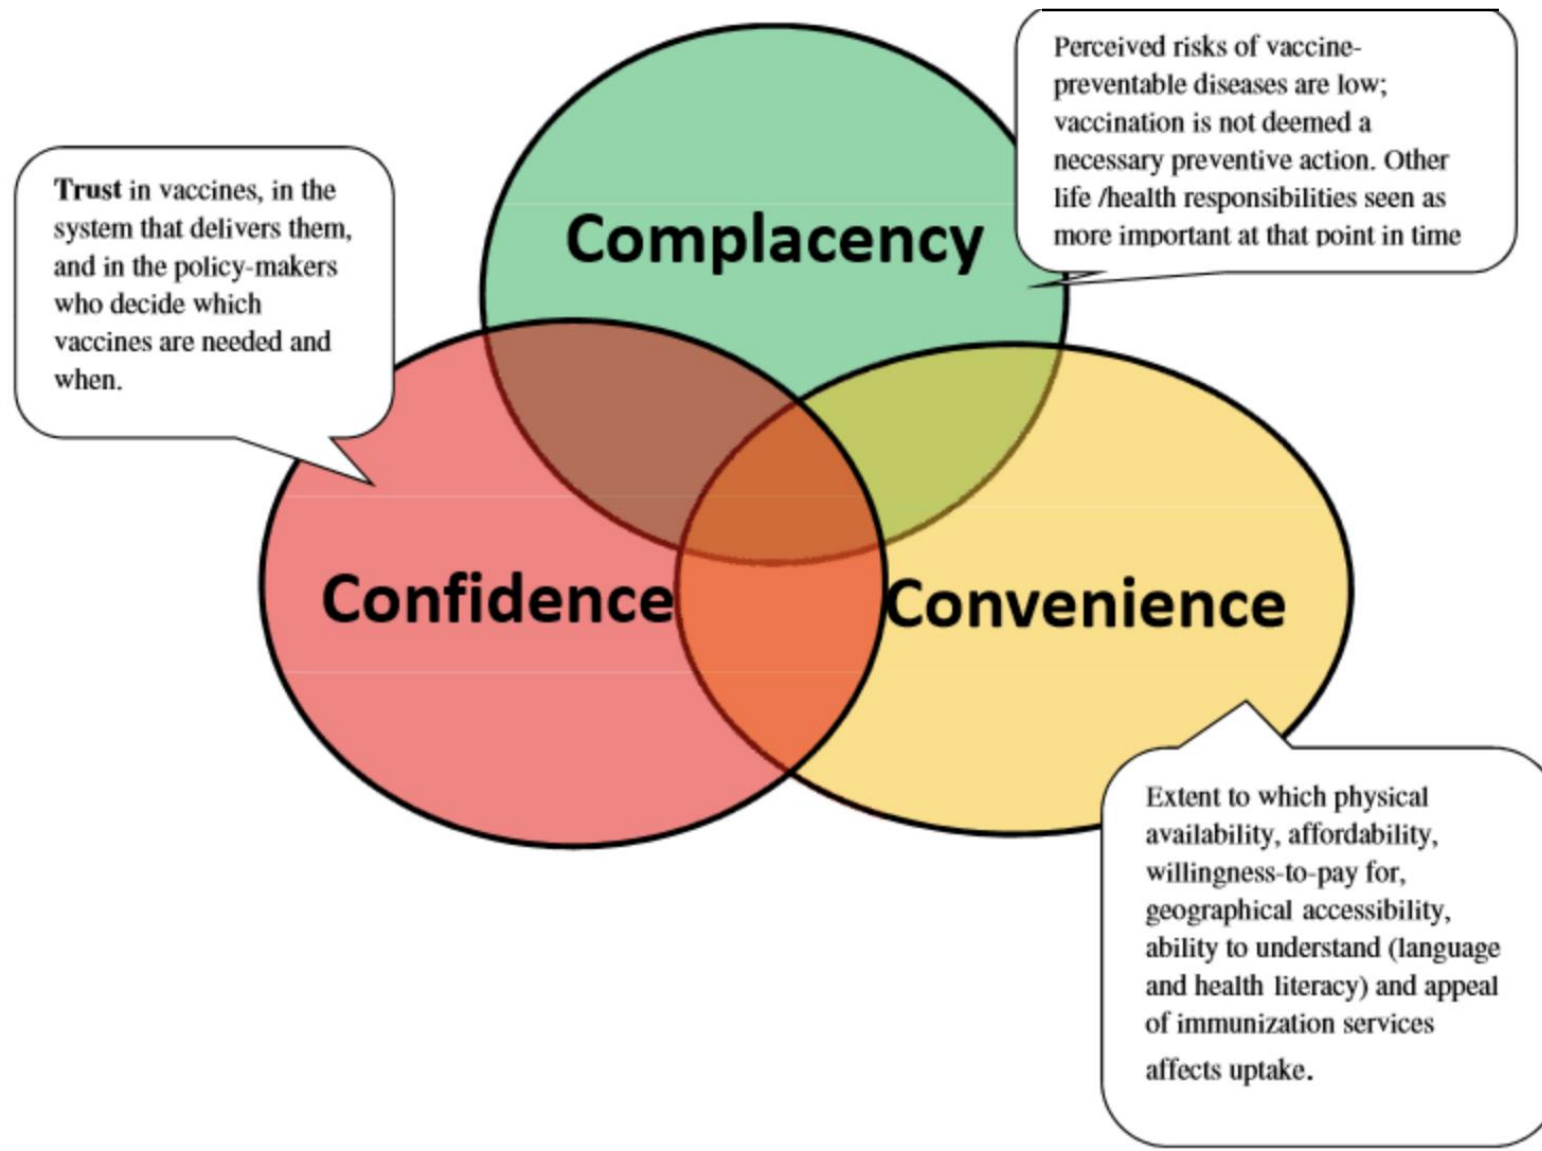 Perceived risks of vaccine-
preventable diseases are low;
vaccination is not deemed a
necessary preventive action. Other
life /health responsibilities seen as
more important at that point in time
Trust in vaccines, in the
system that delivers them,
and in the policy-makers
who decide which
vaccines are needed and
when.
Complacency
Confidence
Convenience
Extent to which physical
availability, affordability,
willingness-to-pay for,
geographical accessibility,
ability to understand (language
and health literacy) and appeal
of immunization services
affects uptake.